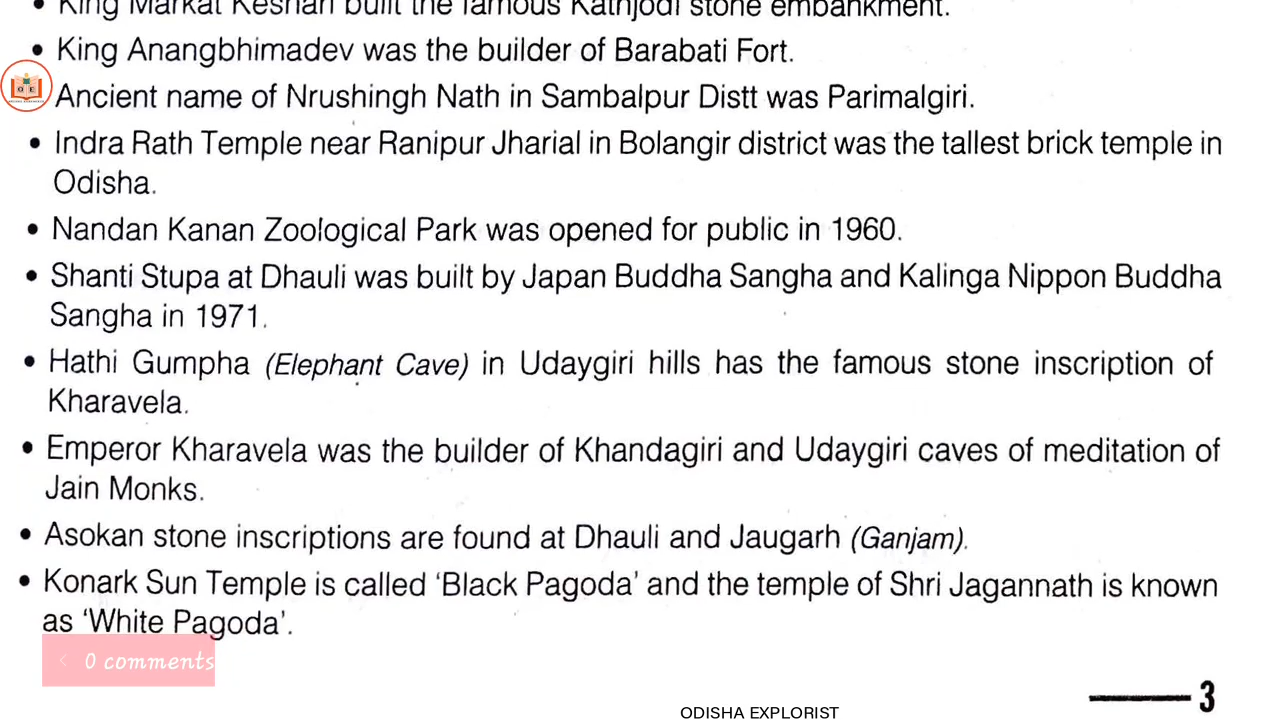 • King Markat Keshari built the famous Kathjodi stone embankment.
• King Anangbhimadev was the builder of Barabati Fort.
Ancient name of Nrushingh Nath in Sambalpur Distt was Parimalgiri.
• Indra Rath Temple near Ranipur Jharial in Bolangir district was the tallest brick temple in
Odisha.
• Nandan Kanan Zoological Park was opened for public in 1960.
• Shanti Stupa at Dhauli was built by Japan Buddha Sangha and Kalinga Nippon Buddha
Sangha in 1971.
• Hathi Gumpha (Elephant Cave) in Udaygiri hills has the famous stone inscription of
Kharavela.
• Emperor Kharavela was the builder of Khandagiri and Udaygiri caves of meditation of
Jain Monks.
• Asokan stone inscriptions are found at Dhauli and Jaugarh (Ganjam).
• Konark Sun Temple is called ‘Black Pagoda’ and the temple of Shri Jagannath is known
as ‘White Pagoda’.
< 0 comments
3
ODISHA EXPLORIST